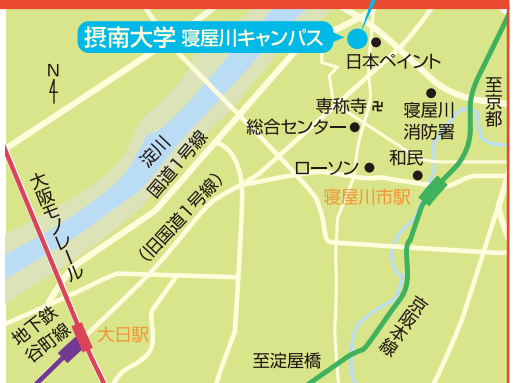 摂南大学 寝屋川キャンパス
日本ペイント
N
至京都
専称寺卍
寝屋川
消防署
総合センター
淀川
国道1号線
ローソン
和民
大阪モノレール
(旧国道1号線)
寝屋川市駅
地下鉄
谷町線
大日駅
京阪本線
至淀屋橋